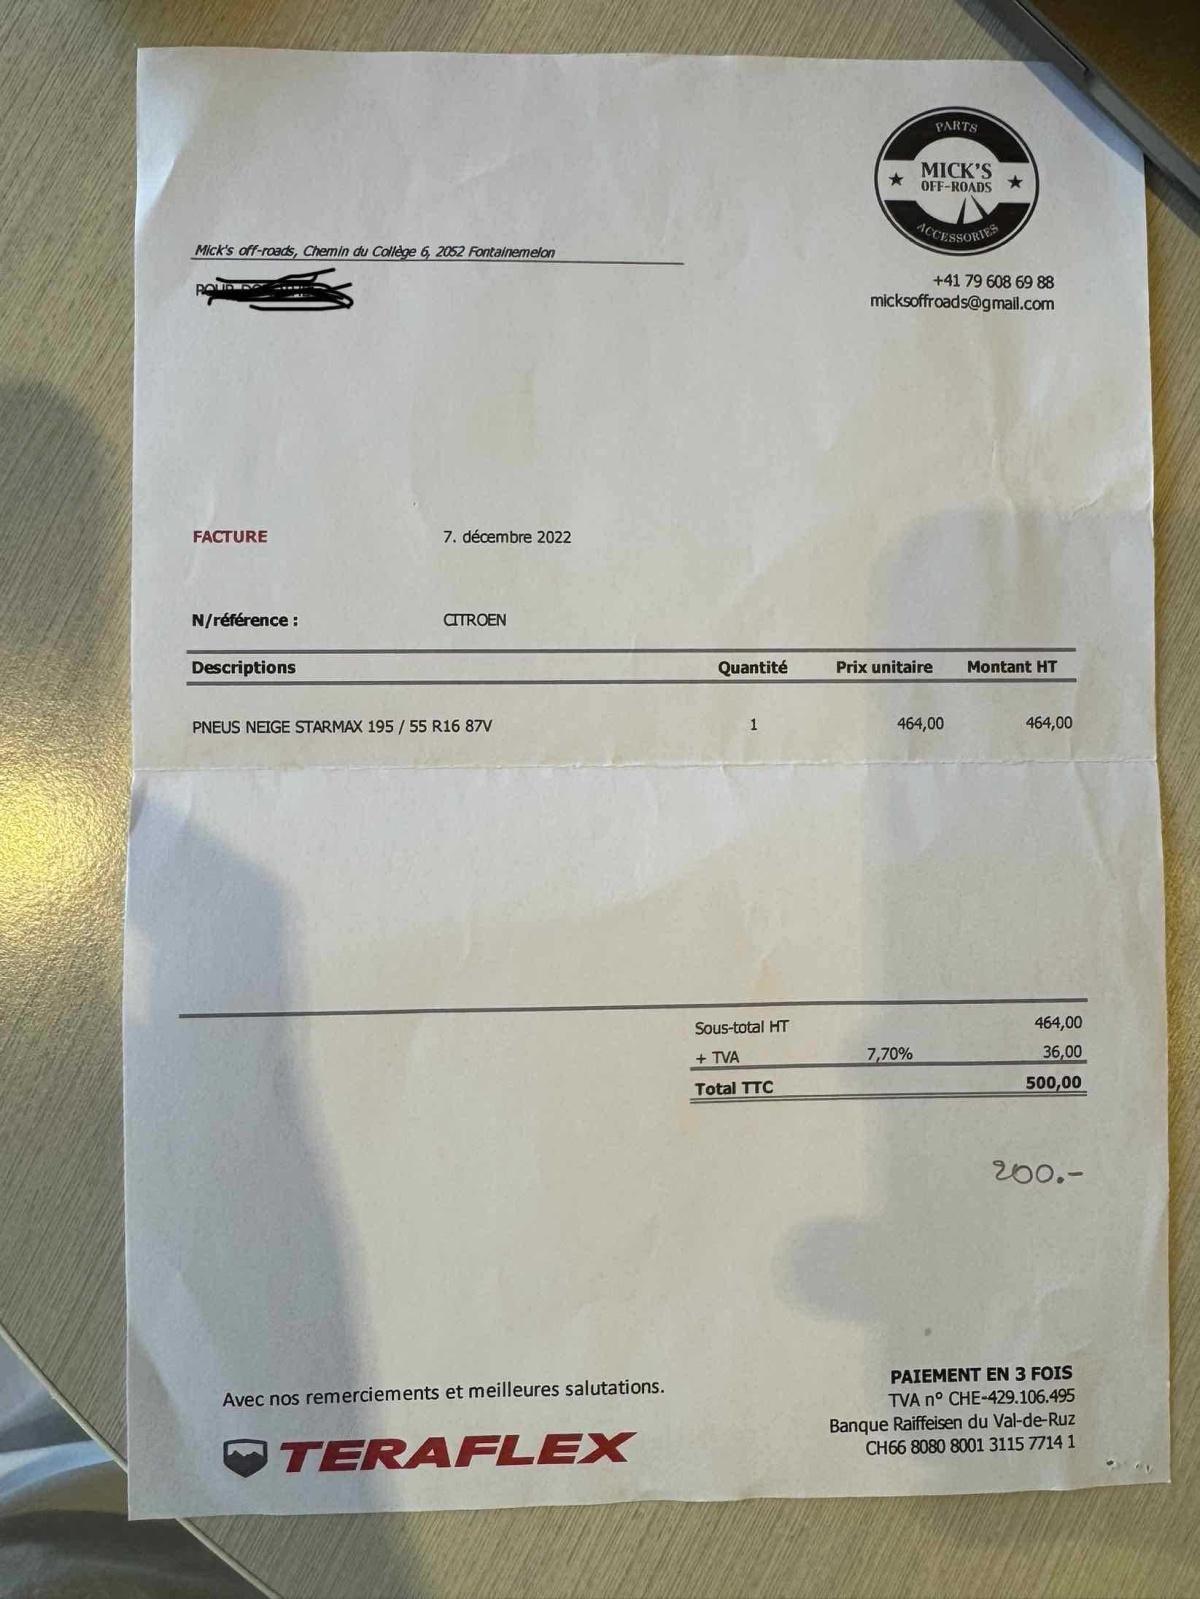 PARTS
MICK'S
OFF-ROADS
ACCESSORIES
Mick's off-roads, Chemin du Collège 6, 2052 Fontainemelon
POUR
+41 79 608 69 88
micksoffroads@gmail.com
FACTURE 7. décembre 2022
N/référence : CITROEN
Descriptions Quantité Prix unitaire Montant HT
PNEUS NEIGE STARMAX 195 / 55 R16 87V 1 464,00 464,00
Sous-total HT 464,00
+ TVA 7,70% 36,00
Total TTC 500,00
200.-
Avec nos remerciements et meilleures salutations.
TERAFLEX
PAIEMENT EN 3 FOIS
TVA n° CHE-429.106.495
Banque Raiffeisen du Val-de-Ruz
CH66 8080 8001 3115 7714 1